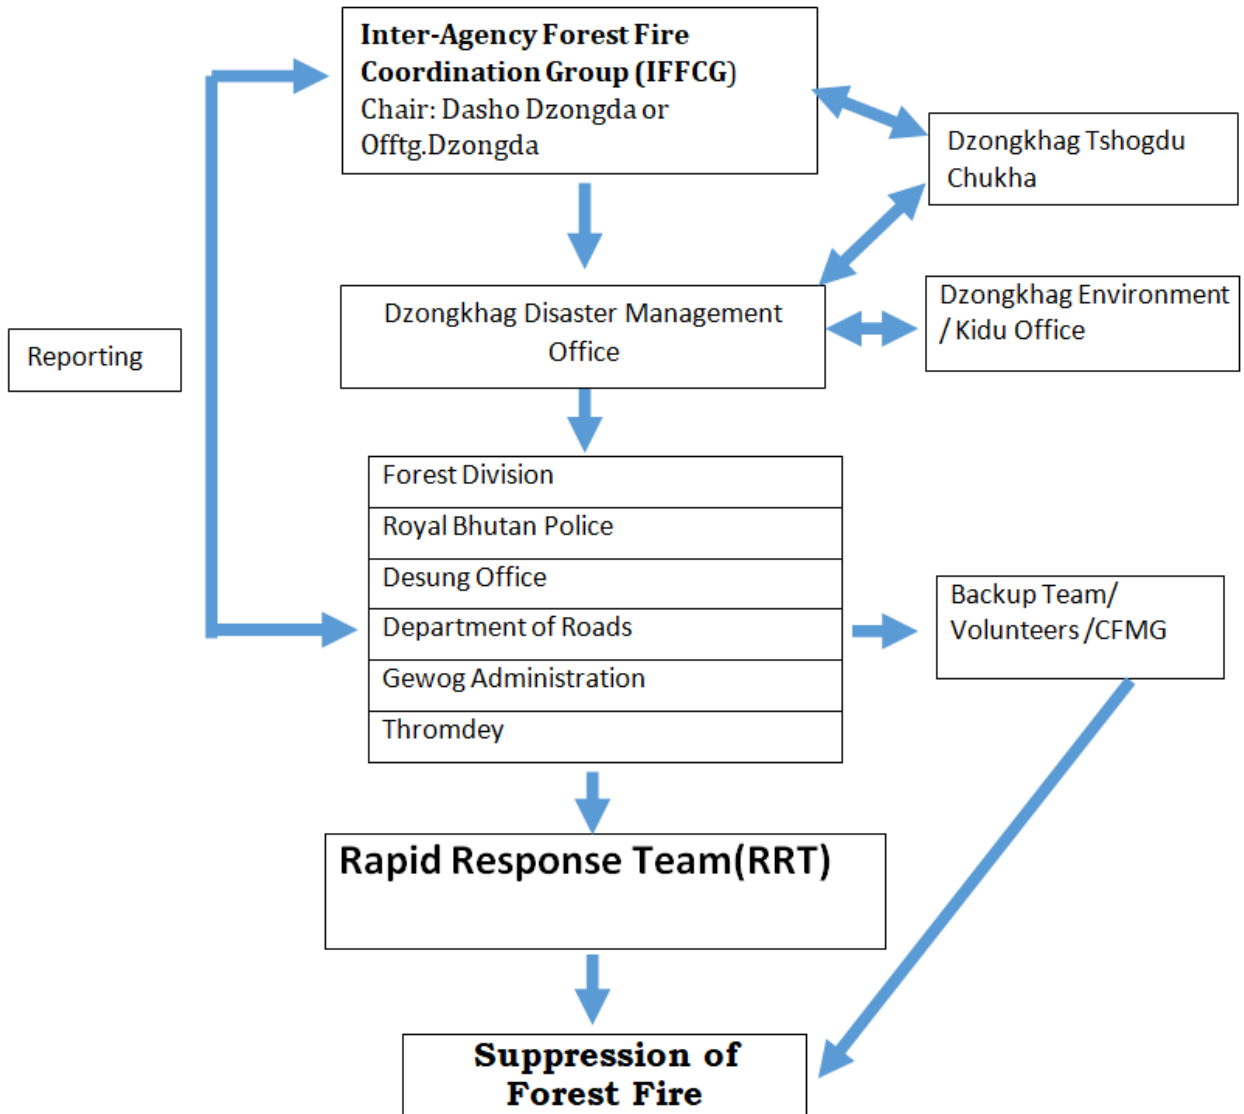 Inter-Agency Forest Fire
Coordination Group (IFFCG)
Chair: Dasho Dzongda or
Offtg.Dzongda
Dzongkhag Tshogdu
Chukha
Dzongkhag Disaster Management
Office
Dzongkhag Environment
/ Kidu Office
Reporting
Forest Division
Royal Bhutan Police
Desung Office
Department of Roads
Gewog Administration
Thromdey
Backup Team/
Volunteers /CFMG
Rapid Response Team(RRT)
Suppression of
Forest Fire